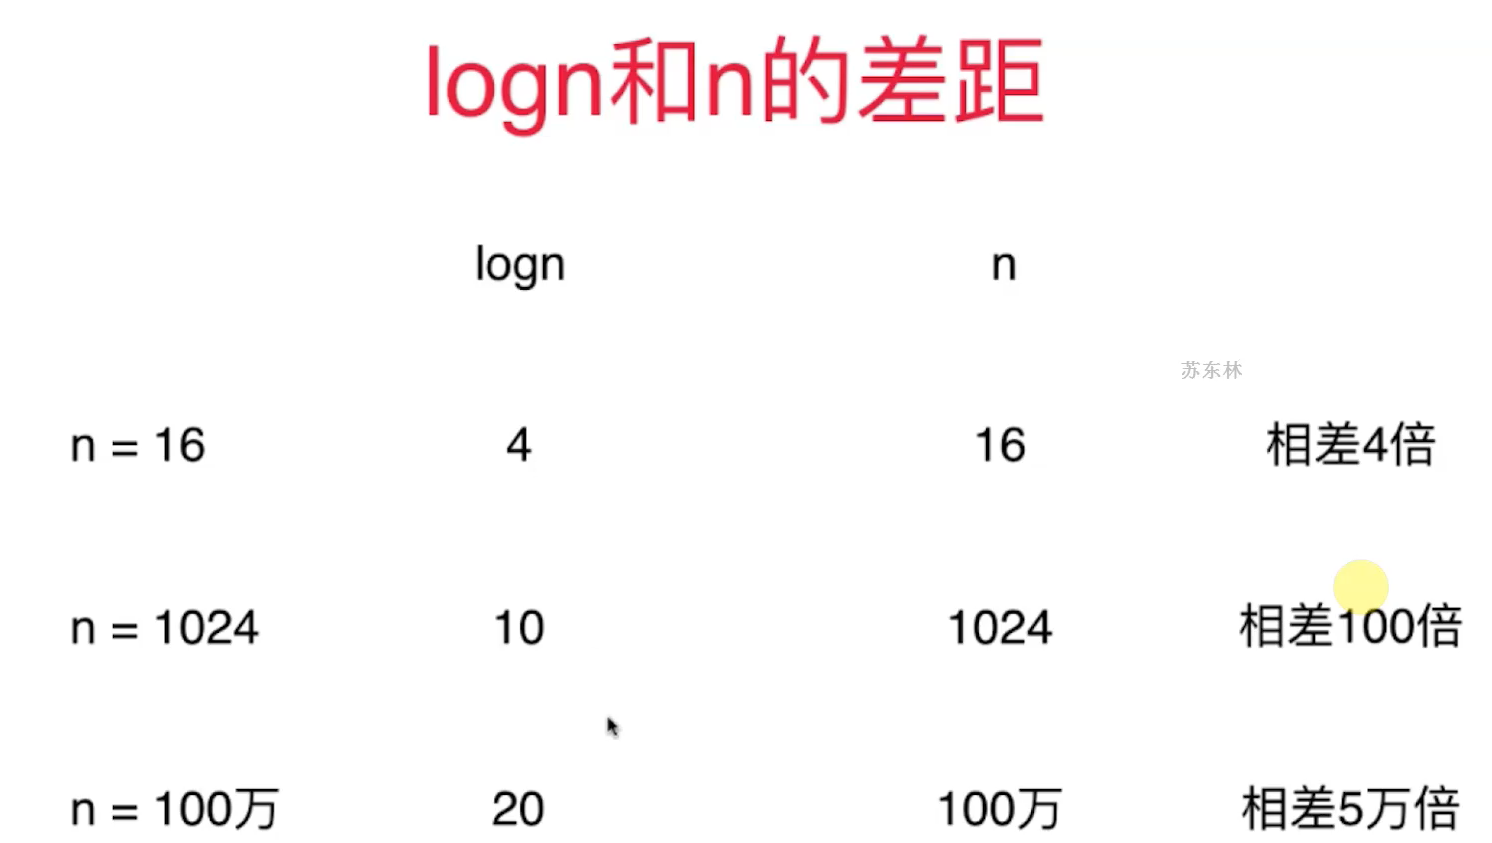 logn和n的差距
logn n
苏东林
n = 16 4 16 相差4倍
n = 1024 10 1024 相差100倍
n = 100万 20 100万 相差5万倍